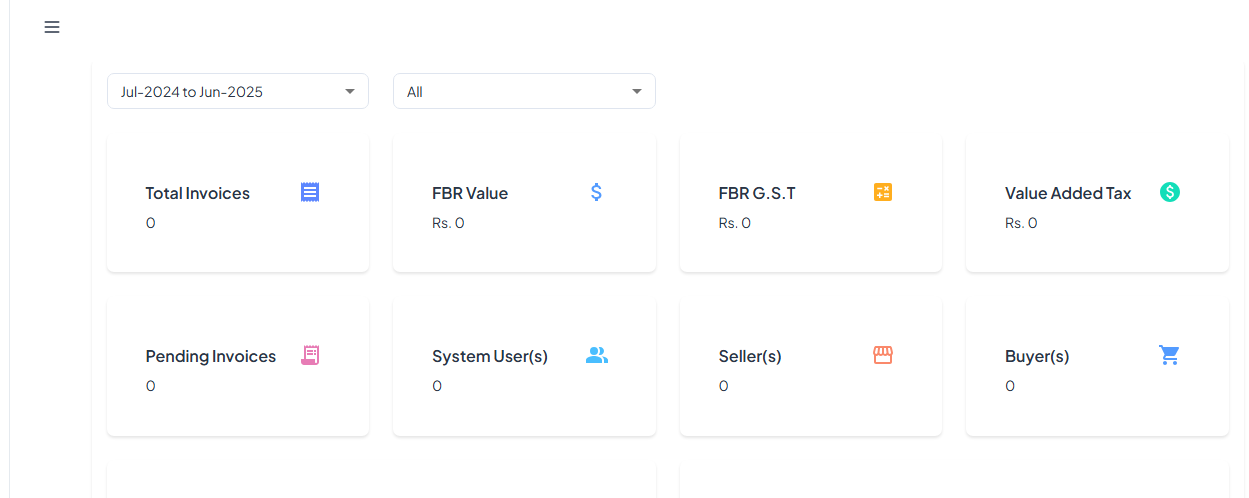 Jul-2024 to Jun-2025
All
Total Invoices
0
FBR Value
Rs. 0
FBR G.S.T
Rs. 0
Value Added Tax
Rs. 0
Pending Invoices
0
System User(s)
0
Seller(s)
0
Buyer(s)
0